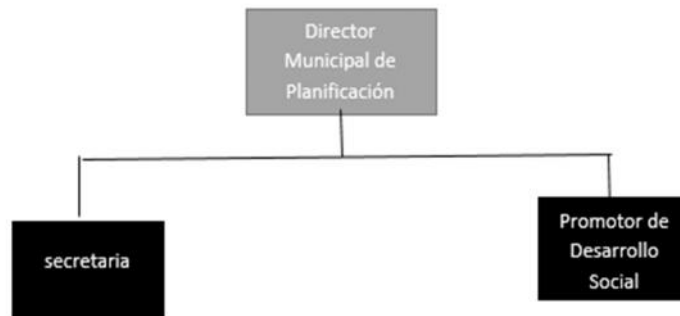 Director
Municipal de
Planificación
secretaria
Promotor de
Desarrollo
Social